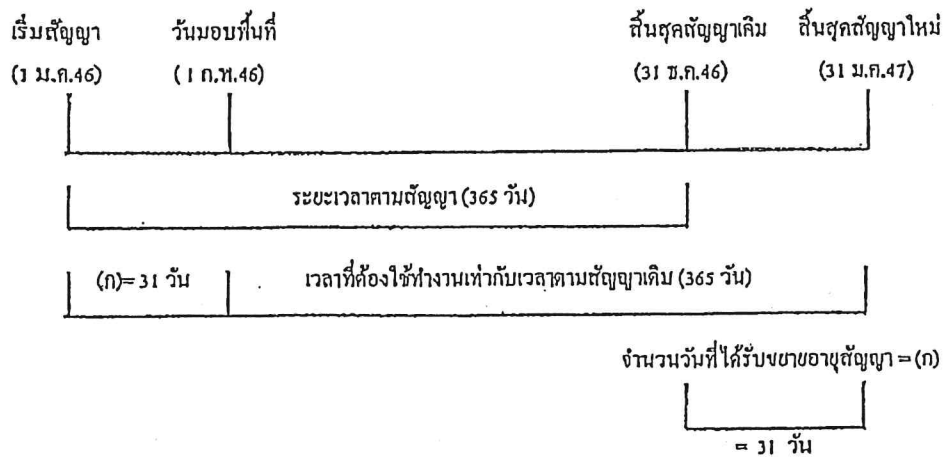 เริ่มสัญญา วันมอบพื้นที่ สิ้นสุดสัญญาเดิม สิ้นสุดสัญญาใหม่
(1 ม.ค.46) (1 ก.พ.46) (31 ธ.ค.46) (31 ม.ค.47)
ระยะเวลาตามสัญญา (365 วัน)
(ก)= 31 วัน เวลาที่ต้องใช้ทำงานเท่ากับเวลาตามสัญญาเดิม (365 วัน)
จำนวนวันที่ได้รับขยายอายุสัญญา = (ก)
= 31 วัน